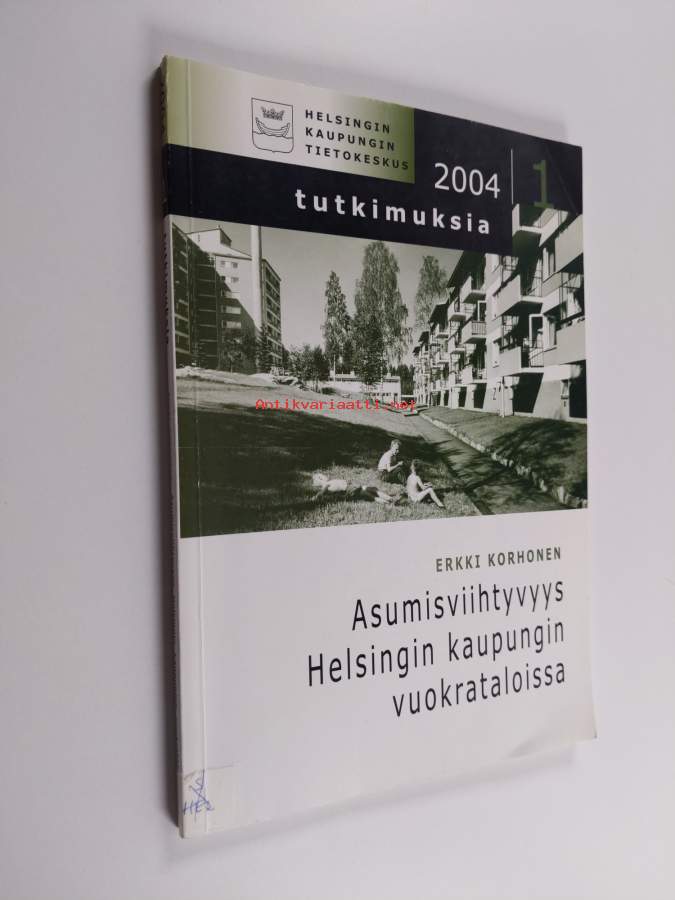 HELSINGIN
KAUPUNGIN
TIETOKESKUS
2004 1
tutkimuksia
Antikvariaatti.net
ERKKI KORHONEN
Asumisviihtyvyys
Helsingin kaupungin
vuokrataloissa